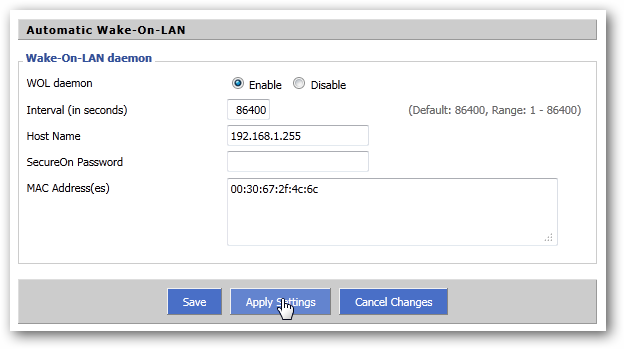 Automatic Wake-On-LAN
Wake-On-LAN daemon
WOL daemon Enable Disable
Interval (in seconds) 86400 (Default: 86400, Range: 1 - 86400)
Host Name 192.168.1.255
SecureOn Password
MAC Address(es) 00:30:67:2f:4c:6c
Save Apply Settings Cancel Changes